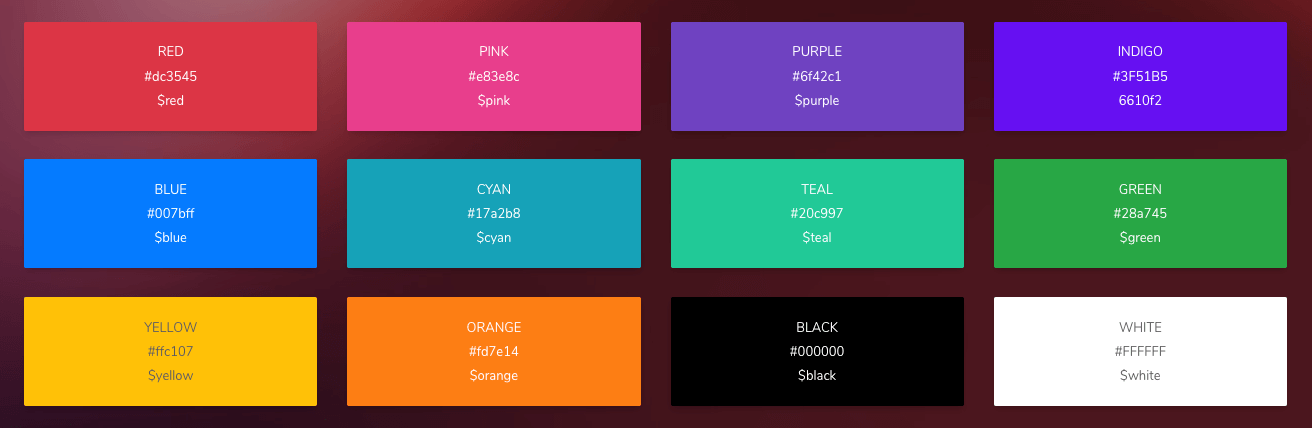 RED
#dc3545
$red
PINK
#e83e8c
$pink
PURPLE
#6f42c1
$purple
INDIGO
#3F51B5
6610f2
BLUE
#007bff
$blue
CYAN
#17a2b8
$cyan
TEAL
#20c997
$teal
GREEN
#28a745
$green
YELLOW
#ffc107
$yellow
ORANGE
#fd7e14
$orange
BLACK
#000000
$black
WHITE
#FFFFFF
$white